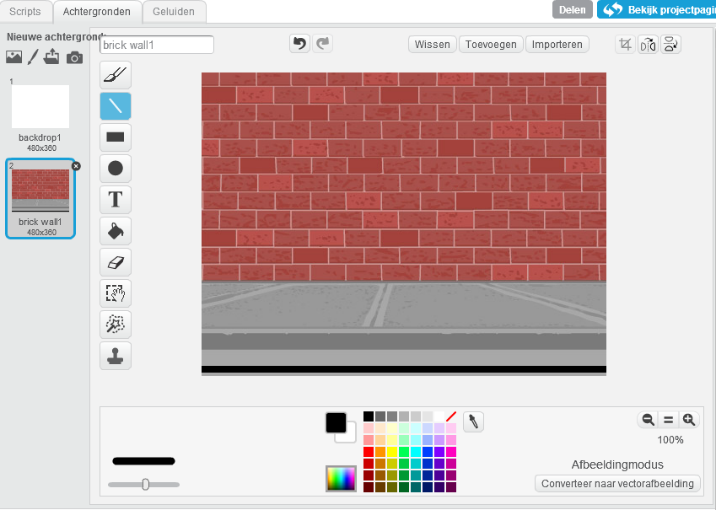 Scripts Achtergronden Geluiden Delen Bekijk projectpagi
Nieuwe achtergrond:
brick wall1 Wissen Toevoegen Importeren
1
backdrop1
480x360
2
brick wall1
480x360
T
100%
Afbeeldingmodus
Converteer naar vectorafbeelding